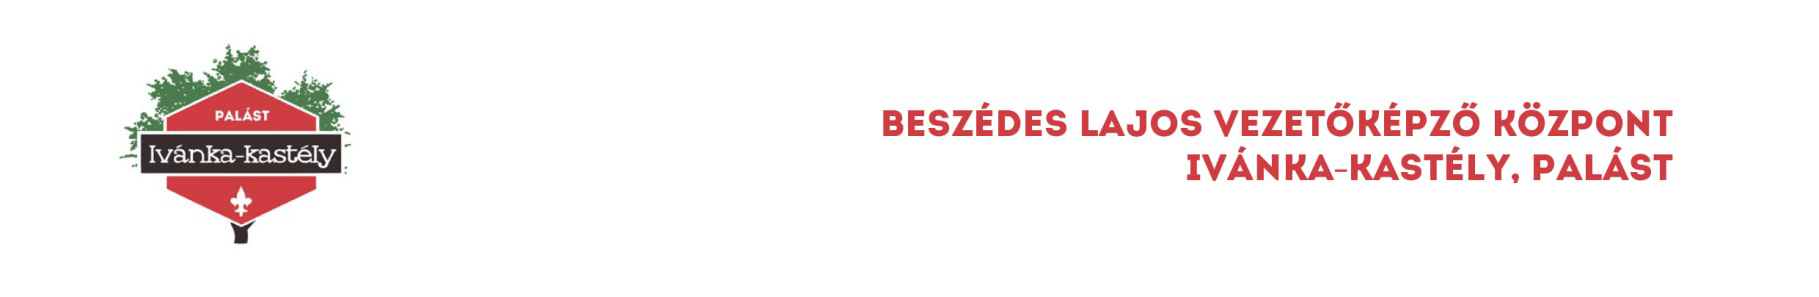 PALÁST
Ivánka-kastély
BESZÉDES LAJOS VEZETŐKÉPZŐ KÖZPONT
IVÁNKA-KASTÉLY, PALÁST